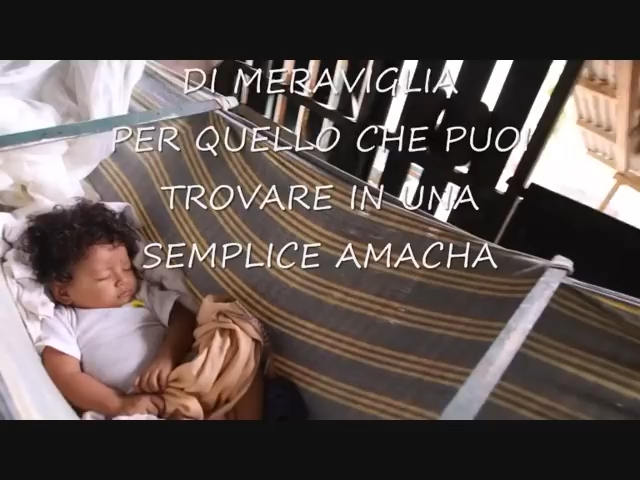 DI MERAVIGLIA
PER QUELLO CHE PUOI
TROVARE IN UNA
SEMPLICE AMACHA